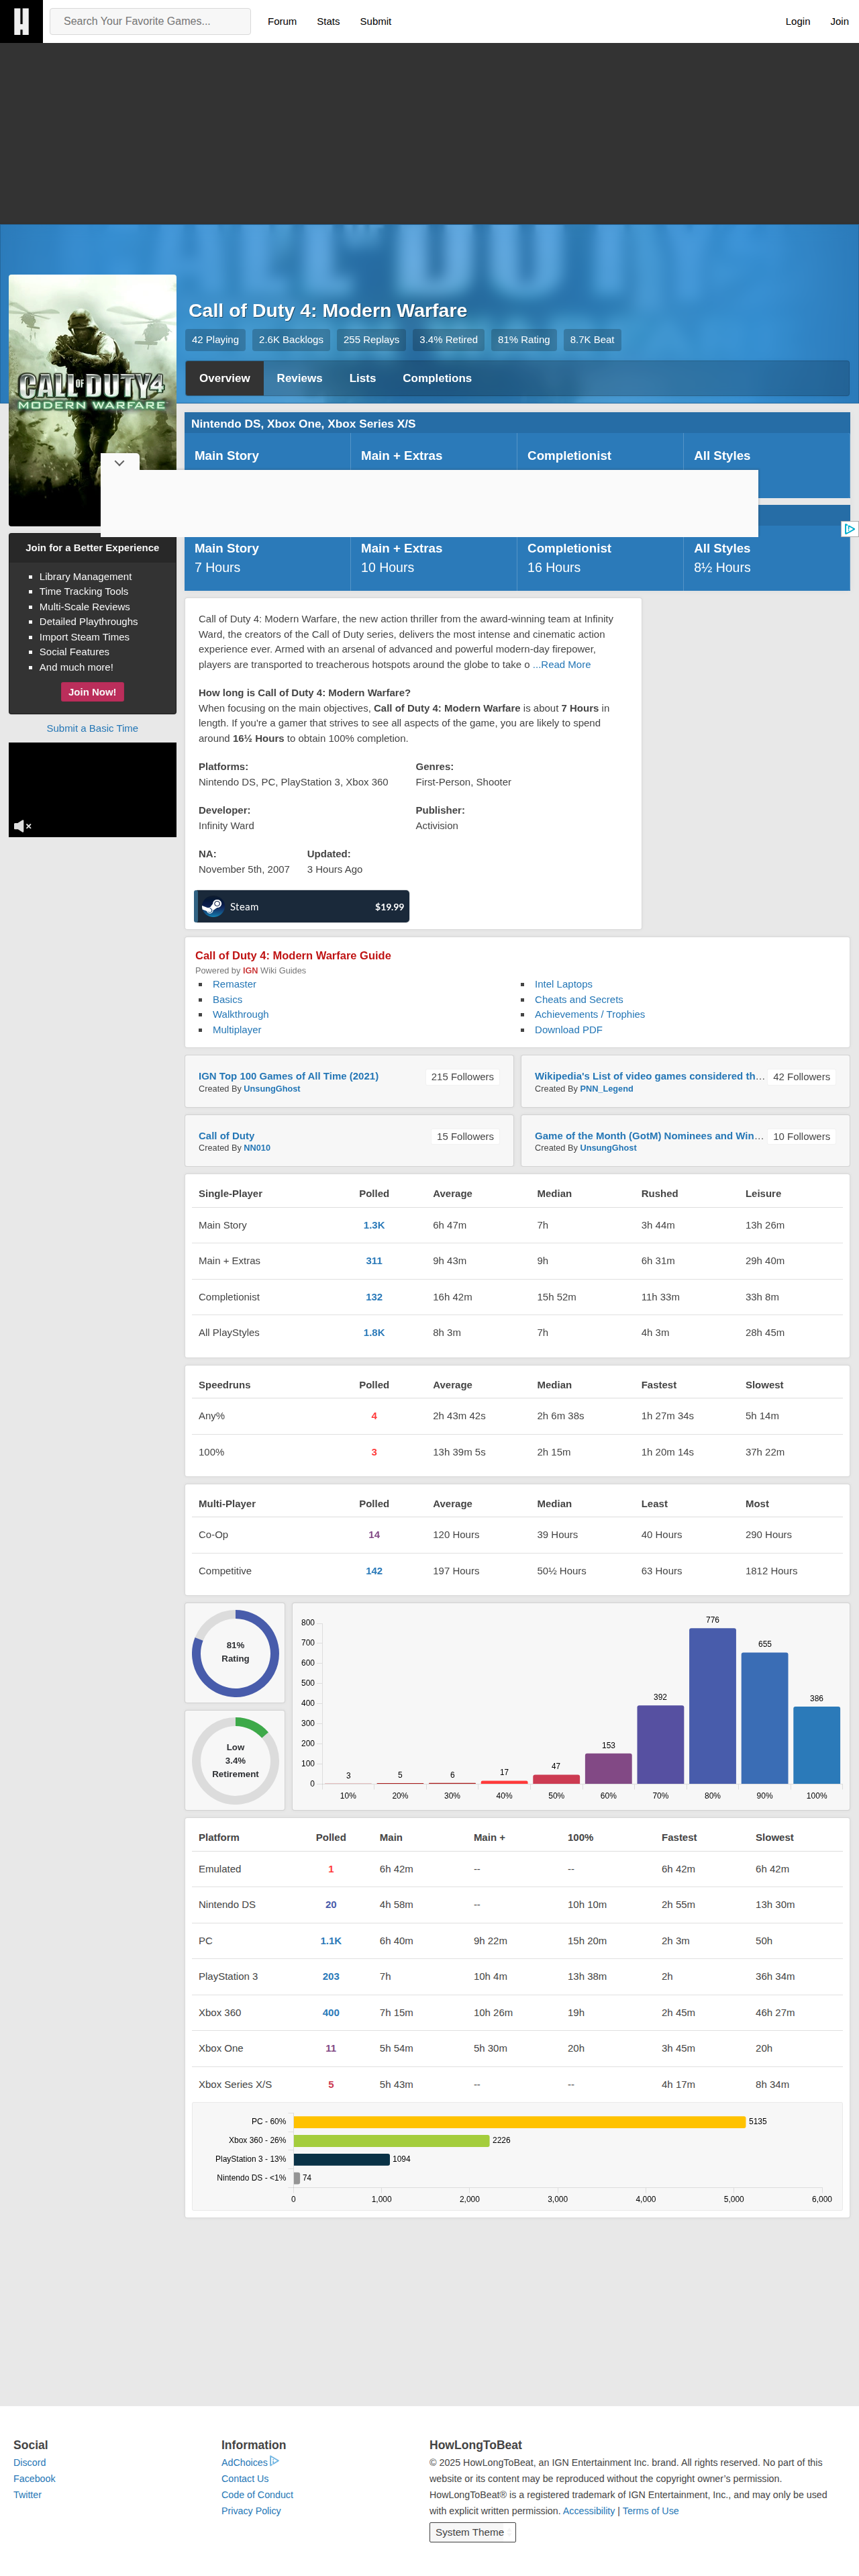 H
Search Your Favorite Games...
Forum
Stats
Submit
Login
Join
Call of Duty 4: Modern Warfare
42 Playing
2.6K Backlogs
255 Replays
3.4% Retired
81% Rating
8.7K Beat
Overview
Reviews
Lists
Completions
CALL OF DUTY 4
MODERN WARFARE
Join for a Better Experience
Library Management
Time Tracking Tools
Multi-Scale Reviews
Detailed Playthroughs
Import Steam Times
Social Features
And much more!
Join Now!
Submit a Basic Time
Nintendo DS, Xbox One, Xbox Series X/S
Main Story
Main + Extras
Completionist
All Styles
Main Story
7 Hours
Main + Extras
10 Hours
Completionist
16 Hours
All Styles
8½ Hours
Call of Duty 4: Modern Warfare, the new action thriller from the award-winning team at Infinity
Ward, the creators of the Call of Duty series, delivers the most intense and cinematic action
experience ever. Armed with an arsenal of advanced and powerful modern-day firepower,
players are transported to treacherous hotspots around the globe to take o ...Read More
How long is Call of Duty 4: Modern Warfare?
When focusing on the main objectives, Call of Duty 4: Modern Warfare is about 7 Hours in
length. If you're a gamer that strives to see all aspects of the game, you are likely to spend
around 16½ Hours to obtain 100% completion.
Platforms:
Nintendo DS, PC, PlayStation 3, Xbox 360
Genres:
First-Person, Shooter
Developer:
Infinity Ward
Publisher:
Activision
NA:
November 5th, 2007
Updated:
3 Hours Ago
Steam
$19.99
Call of Duty 4: Modern Warfare Guide
Powered by IGN Wiki Guides
Remaster
Basics
Walkthrough
Multiplayer
Intel Laptops
Cheats and Secrets
Achievements / Trophies
Download PDF
IGN Top 100 Games of All Time (2021)
Created By UnsungGhost
215 Followers
Wikipedia's List of video games considered th...
Created By PNN_Legend
42 Followers
Call of Duty
Created By NN010
15 Followers
Game of the Month (GotM) Nominees and Win...
Created By UnsungGhost
10 Followers
Single-Player Polled Average Median Rushed Leisure
Main Story 1.3K 6h 47m 7h 3h 44m 13h 26m
Main + Extras 311 9h 43m 9h 6h 31m 29h 40m
Completionist 132 16h 42m 15h 52m 11h 33m 33h 8m
All PlayStyles 1.8K 8h 3m 7h 4h 3m 28h 45m
Speedruns Polled Average Median Fastest Slowest
Any% 4 2h 43m 42s 2h 6m 38s 1h 27m 34s 5h 14m
100% 3 13h 39m 5s 2h 15m 1h 20m 14s 37h 22m
Multi-Player Polled Average Median Least Most
Co-Op 14 120 Hours 39 Hours 40 Hours 290 Hours
Competitive 142 197 Hours 50½ Hours 63 Hours 1812 Hours
81%
Rating
Low
3.4%
Retirement
800
700
600
500
400
300
200
100
0
3 5 6 17 47 153 392 776 655 386
10% 20% 30% 40% 50% 60% 70% 80% 90% 100%
Platform Polled Main Main + 100% Fastest Slowest
Emulated 1 6h 42m -- -- 6h 42m 6h 42m
Nintendo DS 20 4h 58m -- 10h 10m 2h 55m 13h 30m
PC 1.1K 6h 40m 9h 22m 15h 20m 2h 3m 50h
PlayStation 3 203 7h 10h 4m 13h 38m 2h 36h 34m
Xbox 360 400 7h 15m 10h 26m 19h 2h 45m 46h 27m
Xbox One 11 5h 54m 5h 30m 20h 3h 45m 20h
Xbox Series X/S 5 5h 43m -- -- 4h 17m 8h 34m
PC - 60% 5135
Xbox 360 - 26% 2226
PlayStation 3 - 13% 1094
Nintendo DS - <1% 74
0 1,000 2,000 3,000 4,000 5,000 6,000
Social
Discord
Facebook
Twitter
Information
AdChoices
Contact Us
Code of Conduct
Privacy Policy
HowLongToBeat
© 2025 HowLongToBeat, an IGN Entertainment Inc. brand. All rights reserved. No part of this
website or its content may be reproduced without the copyright owner's permission.
HowLongToBeat® is a registered trademark of IGN Entertainment, Inc., and may only be used
with explicit written permission. Accessibility | Terms of Use
System Theme